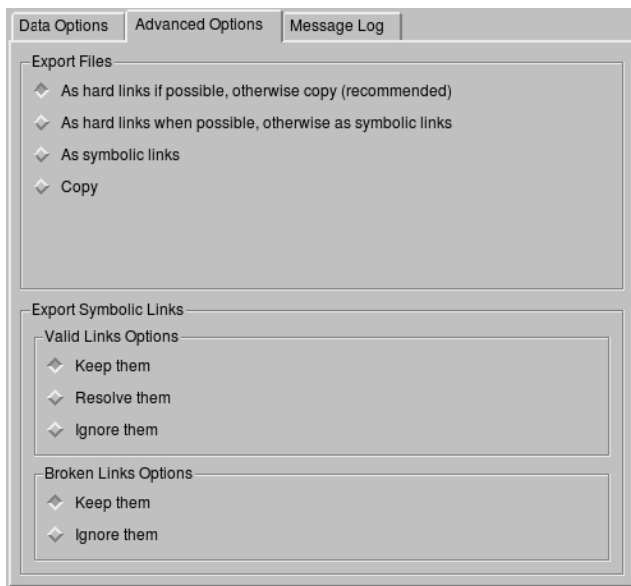 Data Options
Advanced Options
Message Log
Export Files
As hard links if possible, otherwise copy (recommended)
As hard links when possible, otherwise as symbolic links
As symbolic links
Copy
Export Symbolic Links
Valid Links Options
Keep them
Resolve them
Ignore them
Broken Links Options
Keep them
Ignore them